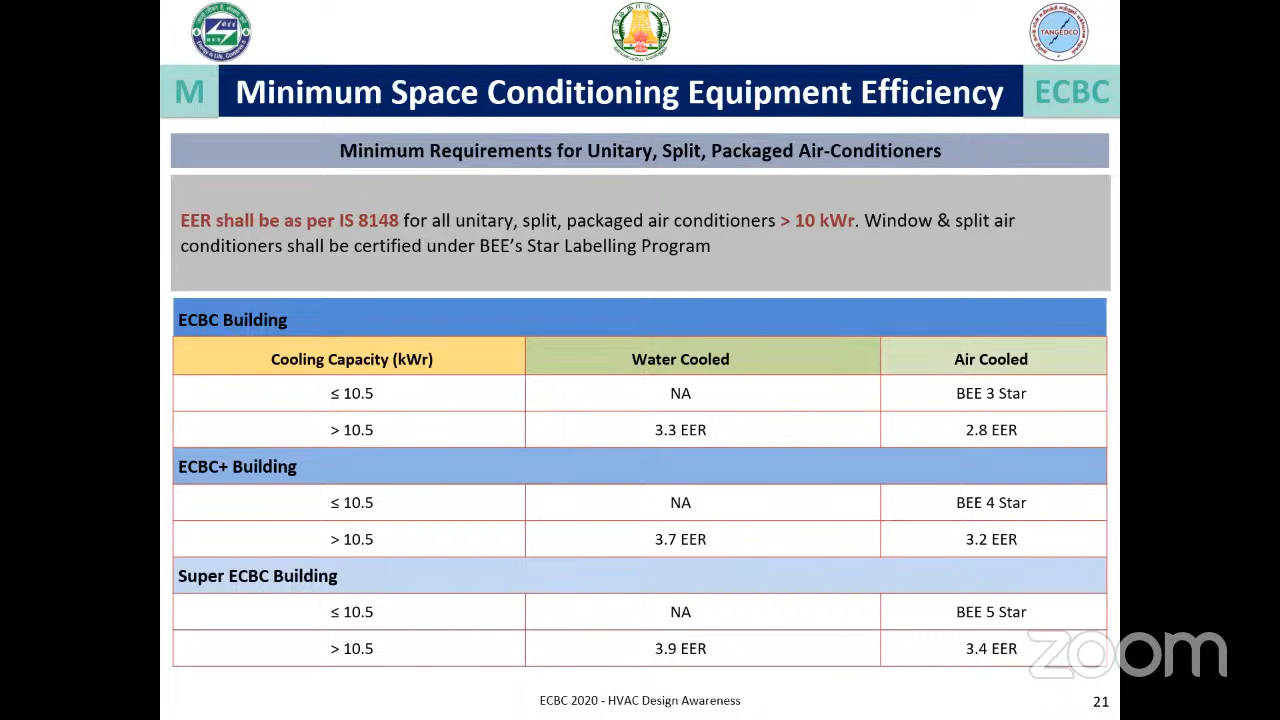 TANGEDCO
M
Minimum Space Conditioning Equipment Efficiency
ECBC
Minimum Requirements for Unitary, Split, Packaged Air-Conditioners
EER shall be as per IS 8148 for all unitary, split, packaged air conditioners > 10 kWr. Window & split air
conditioners shall be certified under BEE’s Star Labelling Program
ECBC Building
Cooling Capacity (kWr) Water Cooled Air Cooled
≤ 10.5 NA BEE 3 Star
> 10.5 3.3 EER 2.8 EER
ECBC+ Building
≤ 10.5 NA BEE 4 Star
> 10.5 3.7 EER 3.2 EER
Super ECBC Building
≤ 10.5 NA BEE 5 Star
> 10.5 3.9 EER 3.4 EER
zoom
ECBC 2020 - HVAC Design Awareness
21